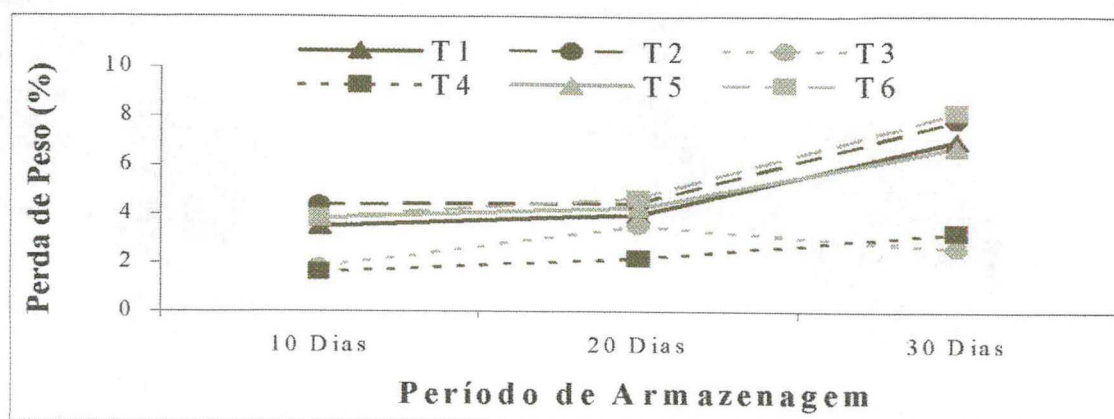 T1 T2 T3
T4 T5 T6
Perda de Peso (%)
10
8
6
4
2
0
10 Dias 20 Dias 30 Dias
Período de Armazenagem